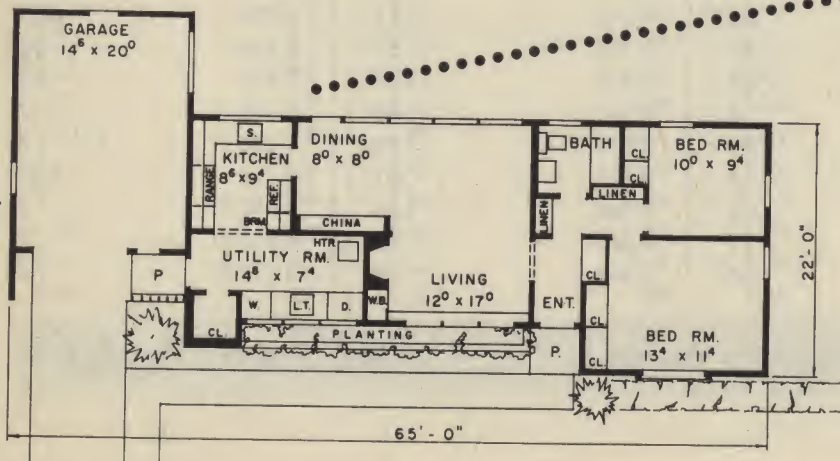 GARAGE
14⁶ x 20⁰
DINING
8⁰ x 8⁰
S.
KITCHEN
8⁶ x 9⁴
RANGE
REF.
BRM.
CHINA
BATH
CL.
CL.
LINEN
LINEN
BED RM.
10⁰ x 9⁴
HTR.
UTILITY RM.
14⁶ x 7⁴
P
W.
L.T.
D.
W.B.
CL.
LIVING
12⁰ x 17⁰
PLANTING
ENT.
P.
CL.
CL.
CL.
BED RM.
13⁴ x 11⁴
22'-0"
65'-0"